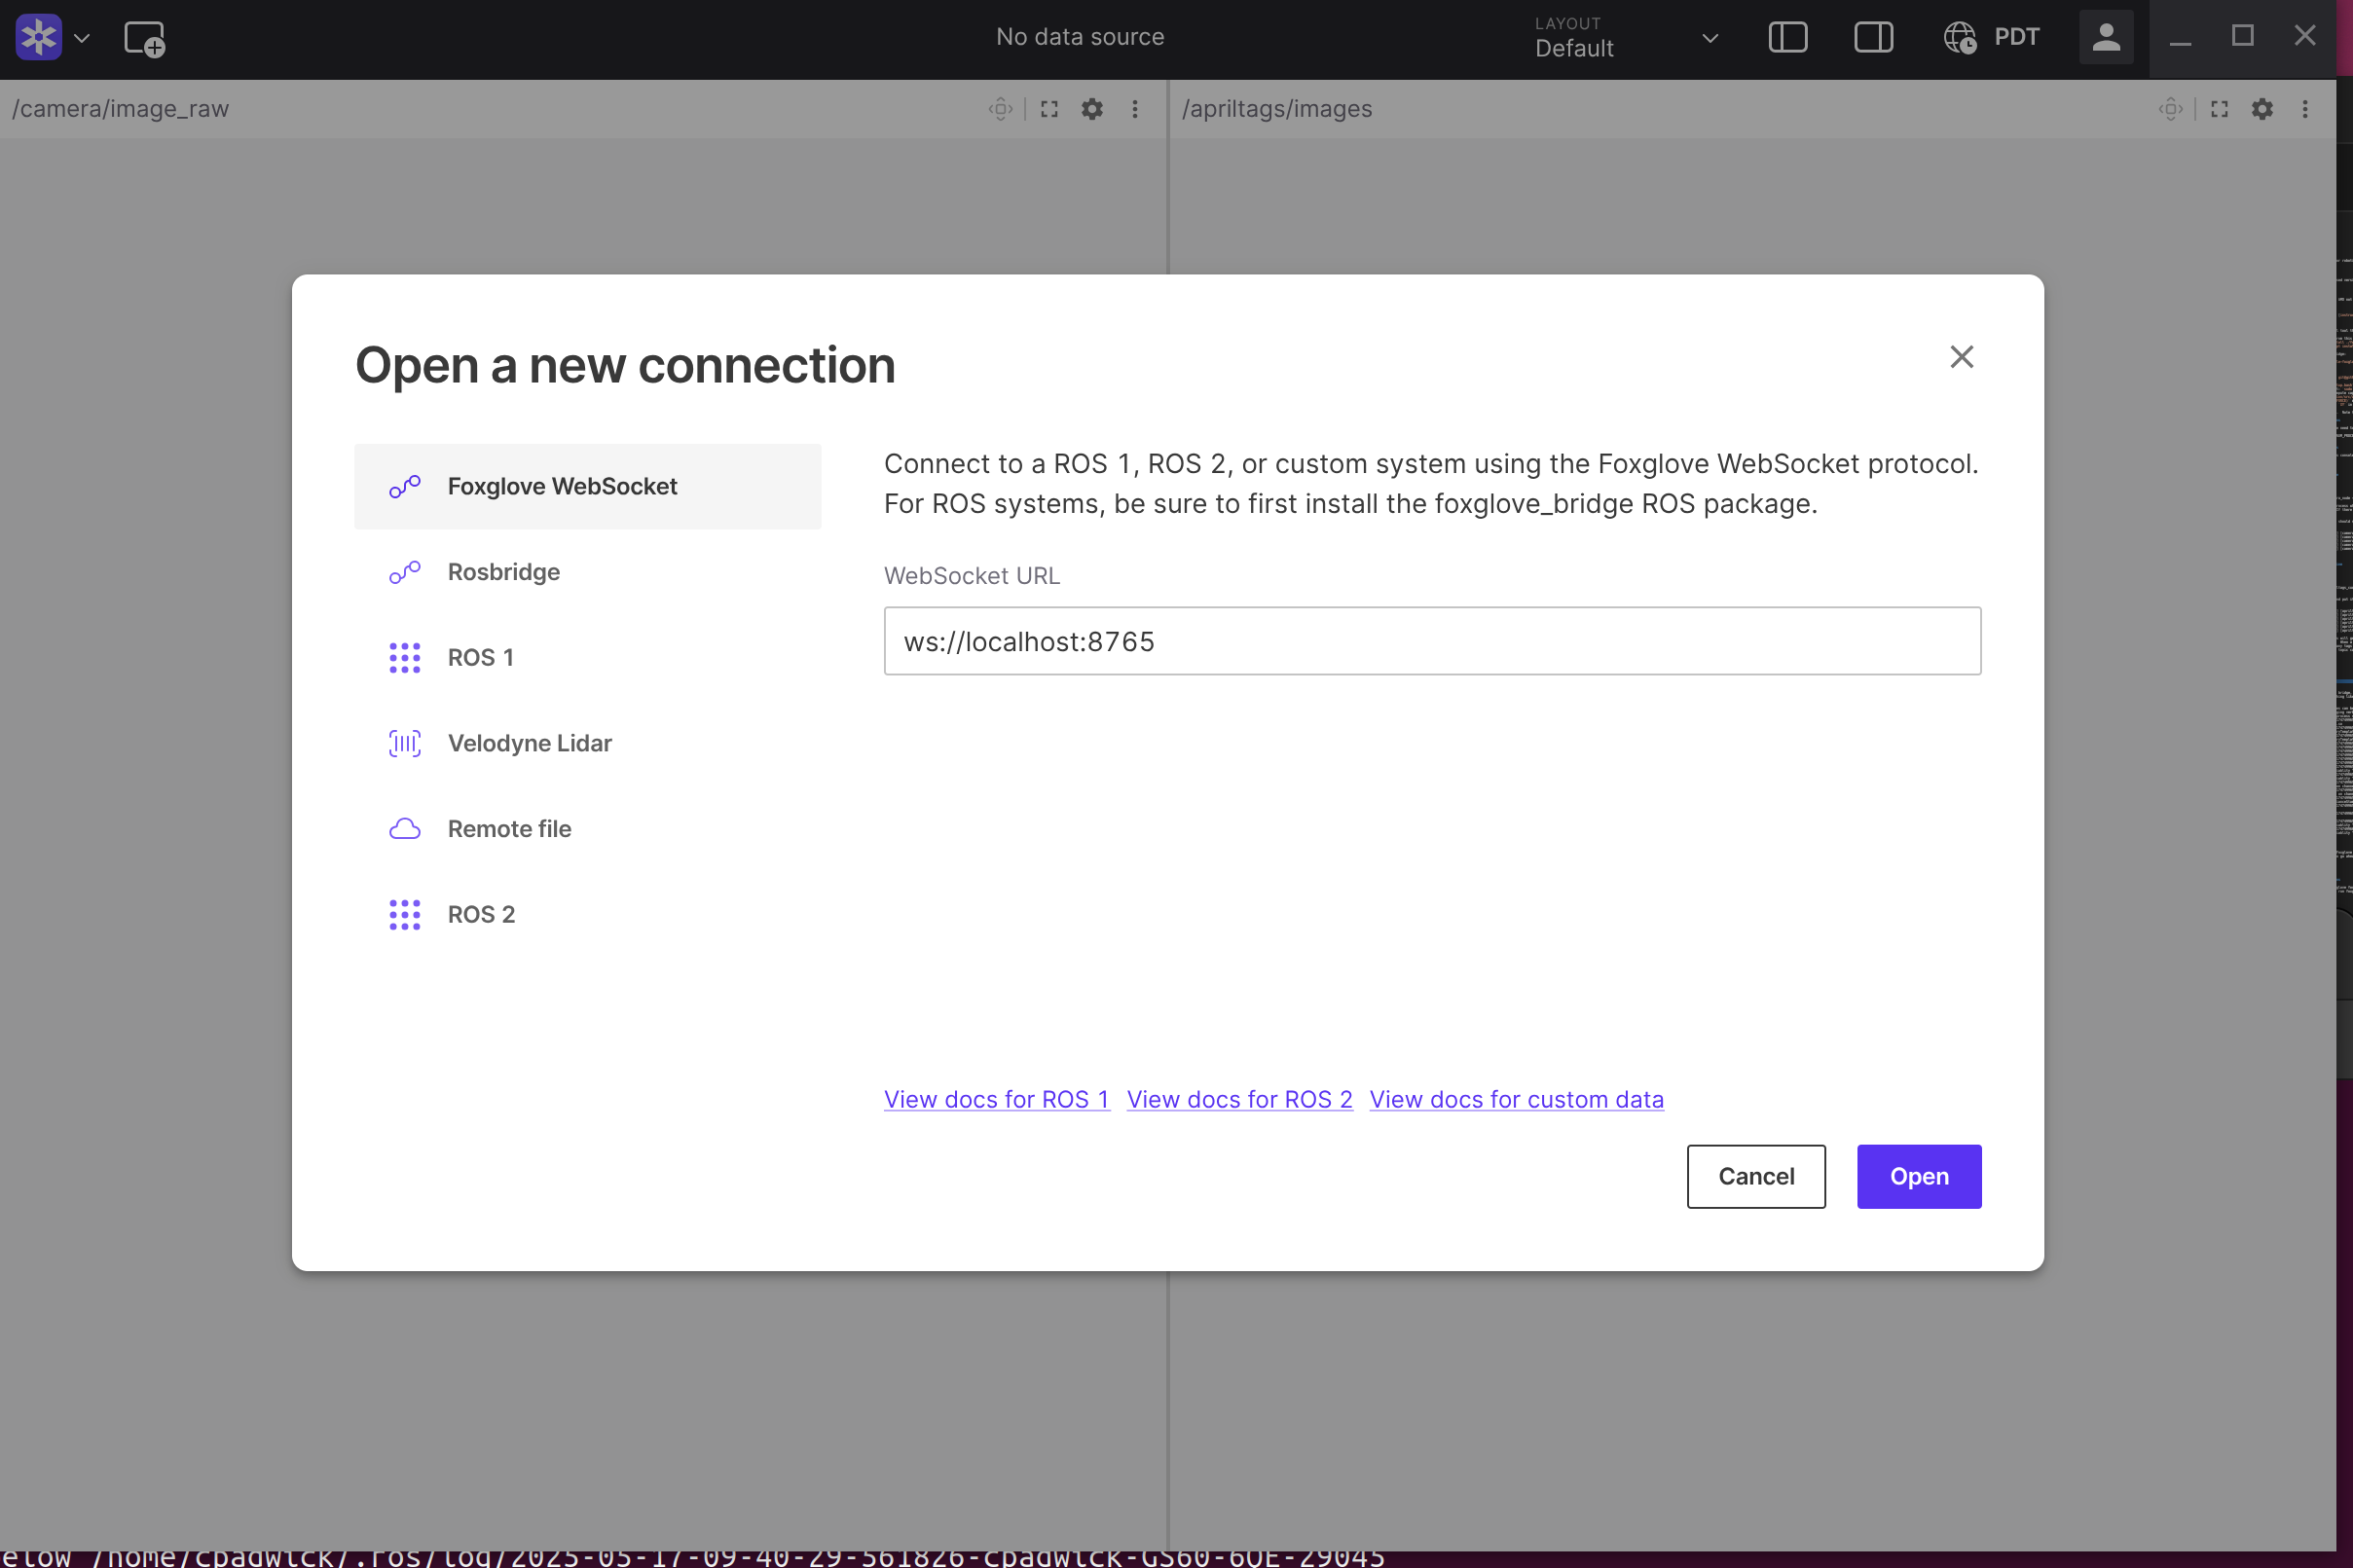 No data source
LAYOUT
Default
PDT
/camera/image_raw
/apriltags/images
Open a new connection
Foxglove WebSocket
Rosbridge
ROS 1
Velodyne Lidar
Remote file
ROS 2
Connect to a ROS 1, ROS 2, or custom system using the Foxglove WebSocket protocol.
For ROS systems, be sure to first install the foxglove_bridge ROS package.
WebSocket URL
ws://localhost:8765
View docs for ROS 1 View docs for ROS 2 View docs for custom data
Cancel
Open
elow /home/cpadwick/.ros/log/2025-05-17-09-40-29-561826-cpadwick-GS60-6QE-29045